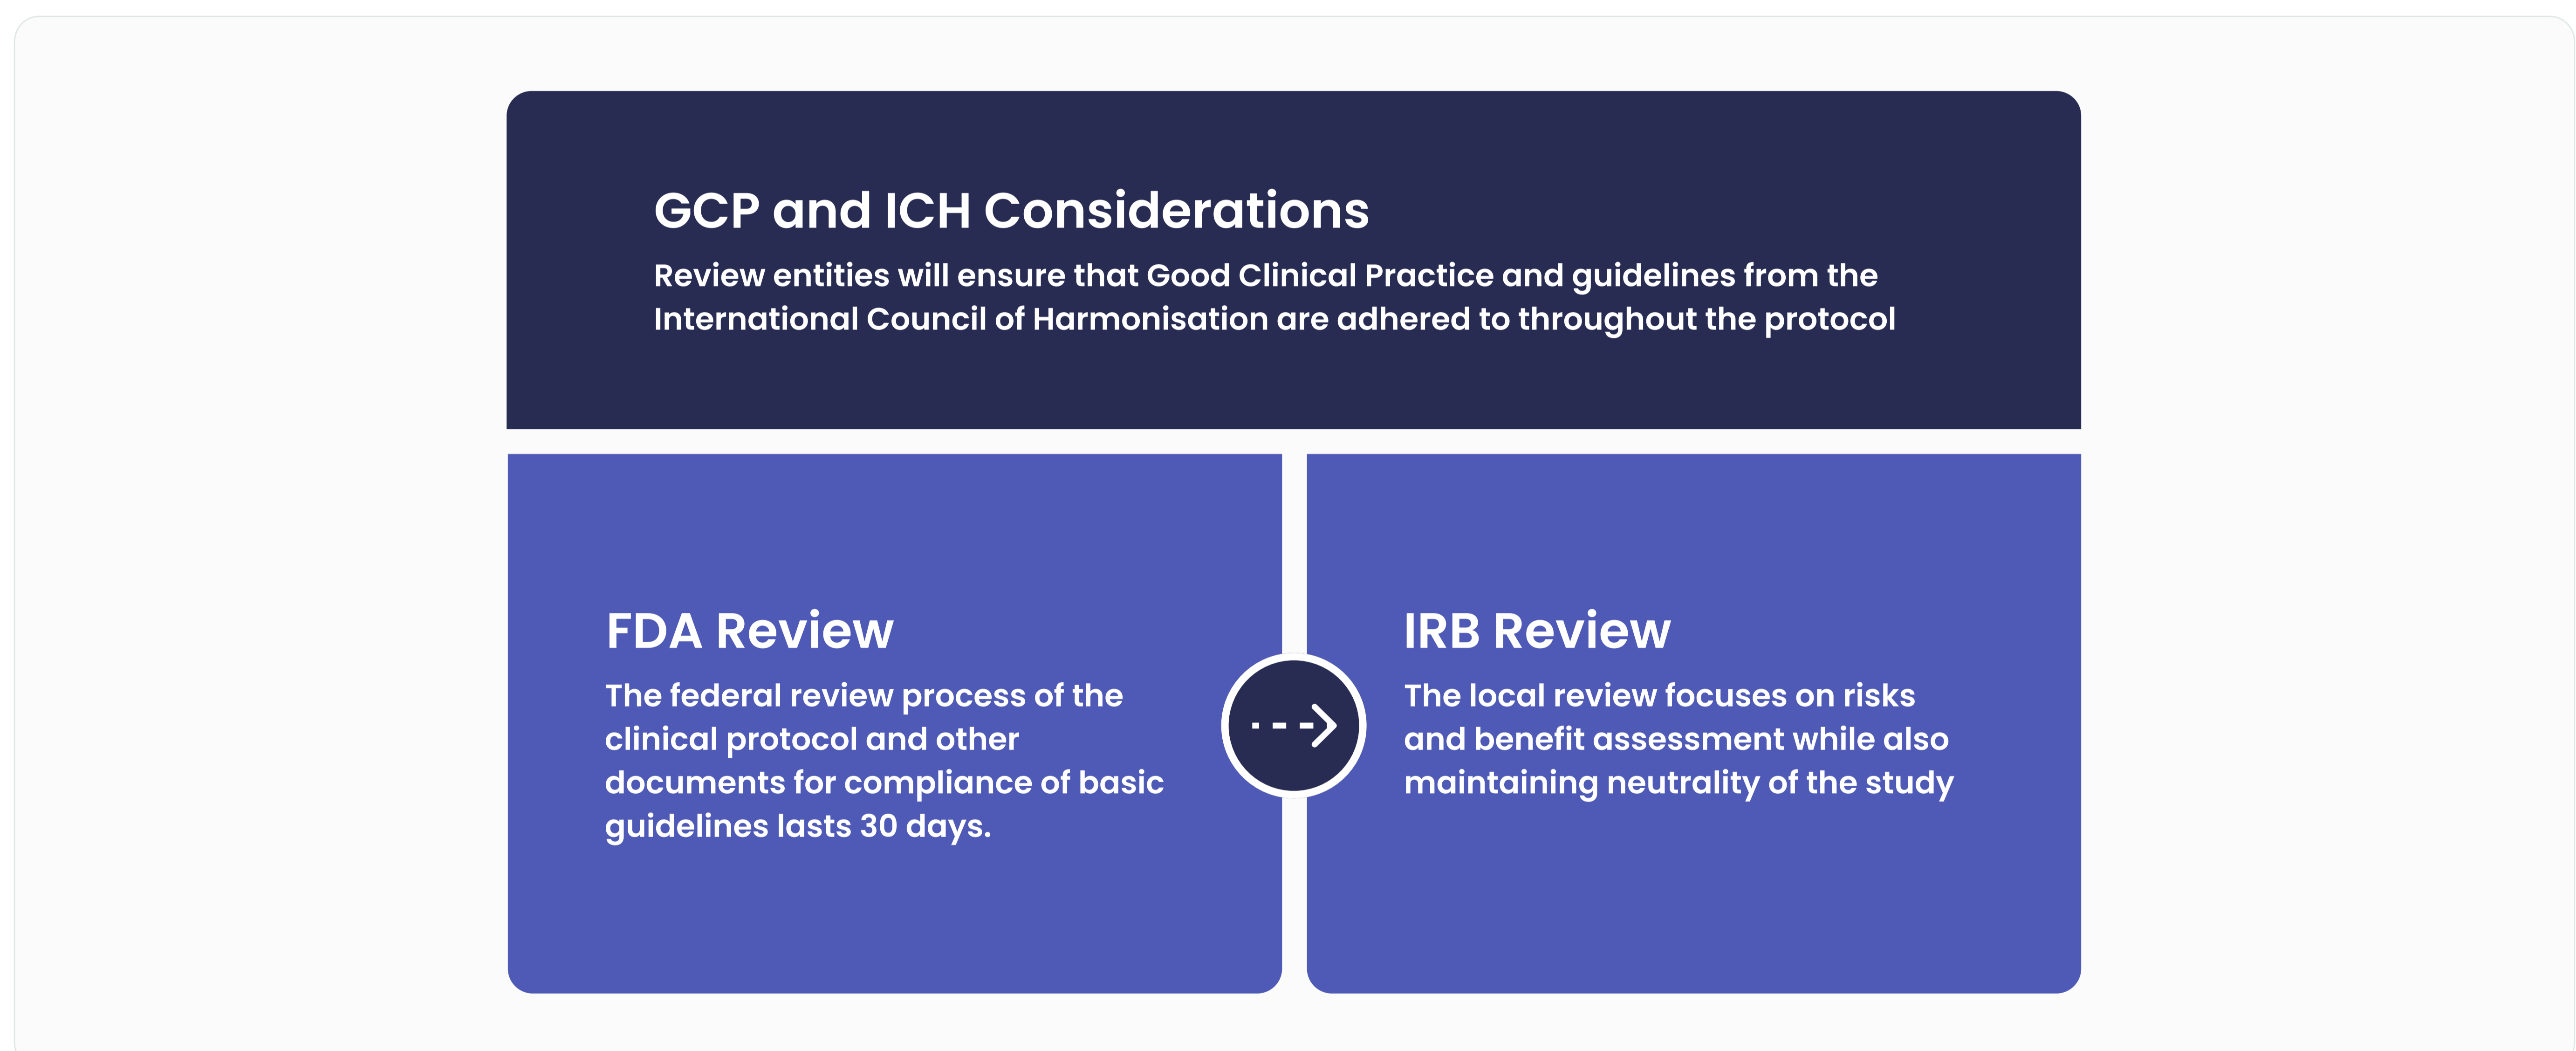 GCP and ICH Considerations
Review entities will ensure that Good Clinical Practice and guidelines from the
International Council of Harmonisation are adhered to throughout the protocol
FDA Review
The federal review process of the
clinical protocol and other
documents for compliance of basic
guidelines lasts 30 days.
IRB Review
The local review focuses on risks
and benefit assessment while also
maintaining neutrality of the study